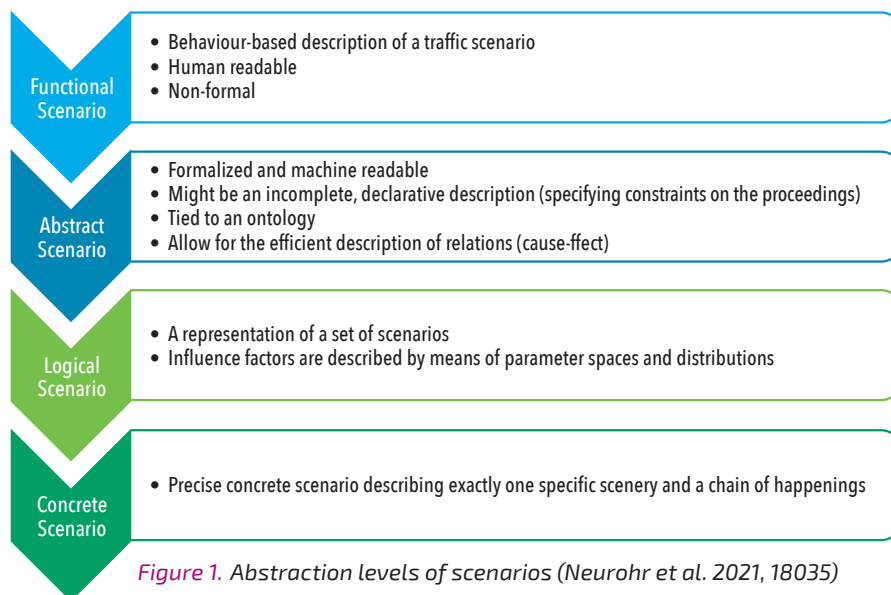 Functional
Scenario
• Behaviour-based description of a traffic scenario
• Human readable
• Non-formal
Abstract
Scenario
• Formalized and machine readable
• Might be an incomplete, declarative description (specifying constraints on the proceedings)
• Tied to an ontology
• Allow for the efficient description of relations (cause-ffect)
Logical
Scenario
• A representation of a set of scenarios
• Influence factors are described by means of parameter spaces and distributions
Concrete
Scenario
• Precise concrete scenario describing exactly one specific scenery and a chain of happenings
Figure 1. Abstraction levels of scenarios (Neurohr et al. 2021, 18035)